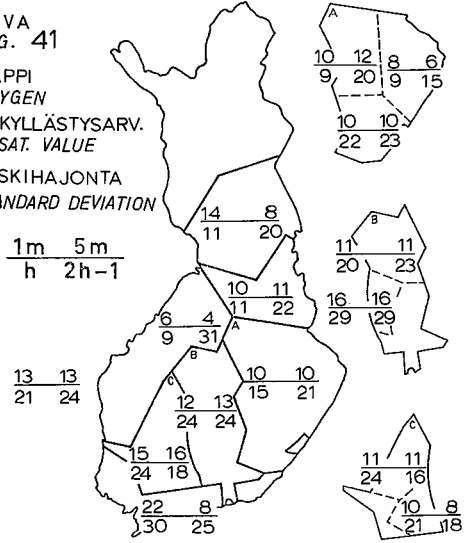 VA
G. 41
PPI
YGEN
KYLLÄSTYSARV.
SAT. VALUE
SKIHAJONTA
ANDARD DEVIATION
1m 5m
h 2h-1
13 13
21 24
14 8
11 20
10 11
11 22
A
6 4
9 31
B
C
10 10
15 21
12 13
24 24
15 16
24 18
22 8
30 25
A
10 12
9 20
8 6
9 15
10 10
22 23
B
11 11
20 23
16 16
29 29
C
11 11
24 16
10 8
21 18